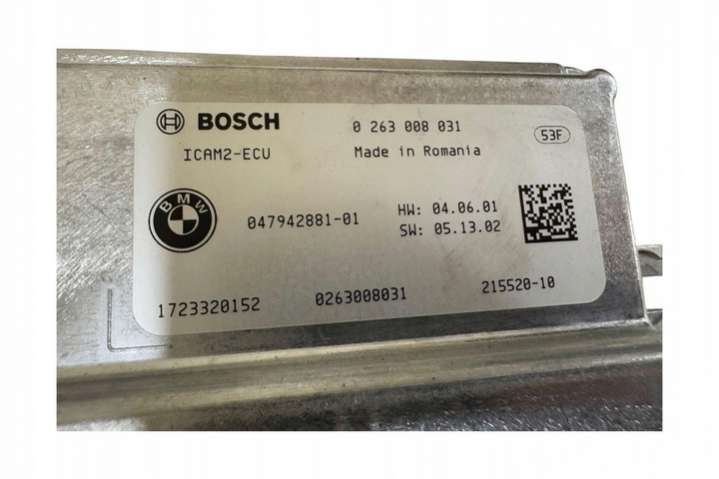 BOSCH 0 263 008 031
53F
ICAM2-ECU Made in Romania
BMW
047942881-01 HW: 04.06.01
SW: 05.13.02
1723320152 0263008031 215520-10